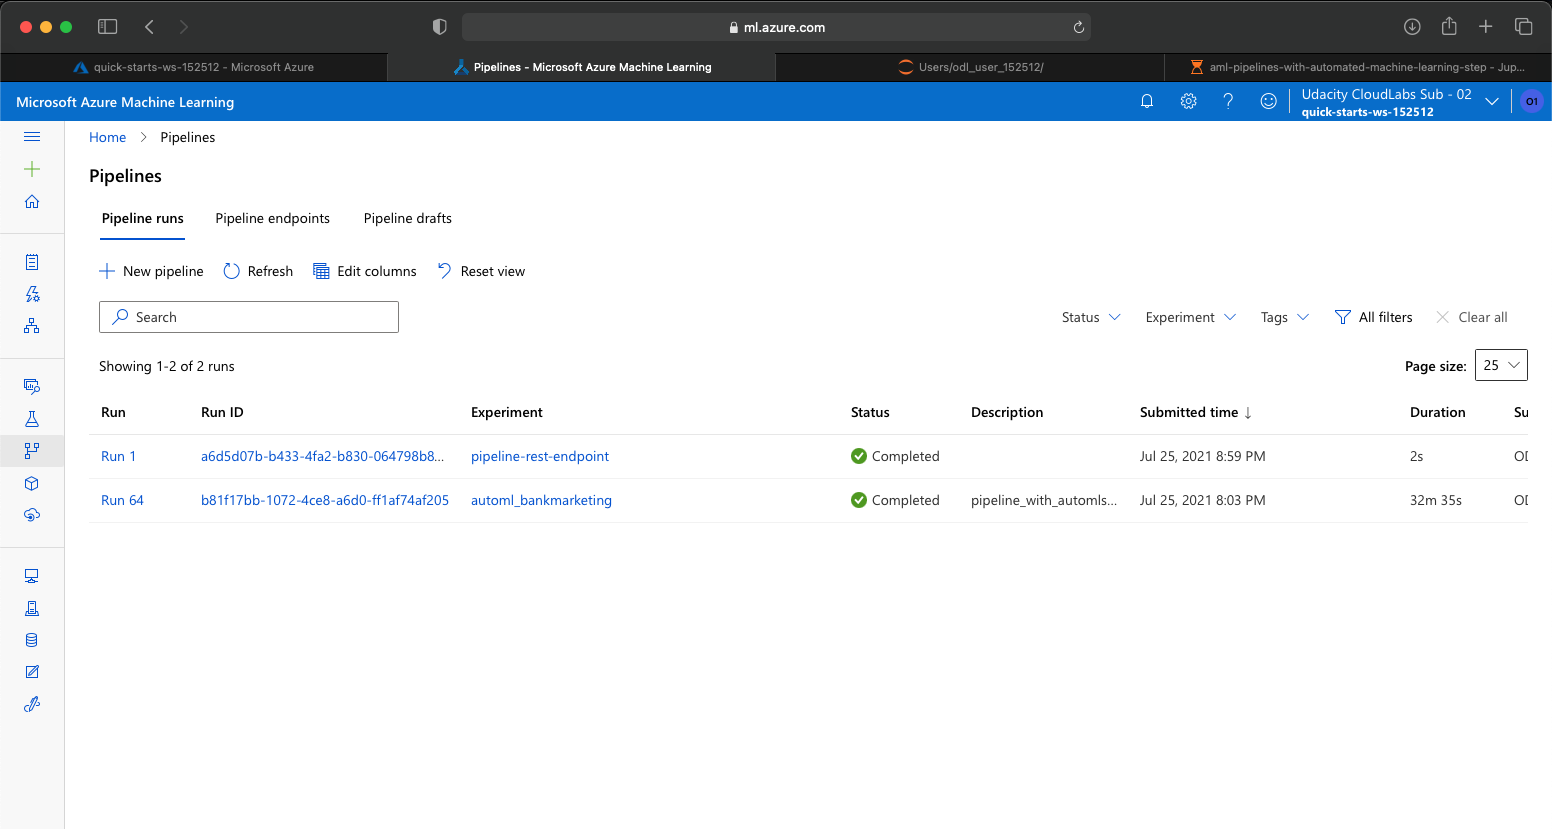 ml.azure.com
quick-starts-ws-152512 - Microsoft Azure
Pipelines - Microsoft Azure Machine Learning
Users/odl_user_152512/
aml-pipelines-with-automated-machine-learning-step - Jup...
Microsoft Azure Machine Learning
Udacity CloudLabs Sub - 02
quick-starts-ws-152512
O1
Home > Pipelines
Pipelines
Pipeline runs Pipeline endpoints Pipeline drafts
New pipeline Refresh Edit columns Reset view
Search
Status Experiment Tags All filters Clear all
Showing 1-2 of 2 runs
Page size: 25
Run Run ID Experiment Status Description Submitted time ↓ Duration Su
Run 1 a6d5d07b-b433-4fa2-b830-064798b8... pipeline-rest-endpoint Completed Jul 25, 2021 8:59 PM 2s OD
Run 64 b81f17bb-1072-4ce8-a6d0-ff1af74af205 automl_bankmarketing Completed pipeline_with_automls... Jul 25, 2021 8:03 PM 32m 35s OD